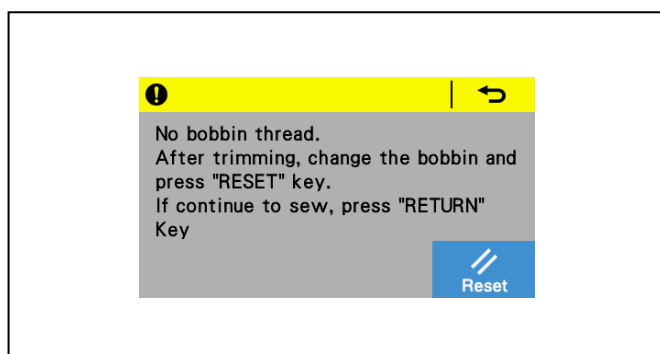 No bobbin thread.
After trimming, change the bobbin and
press "RESET" key.
If continue to sew, press "RETURN"
Key
Reset